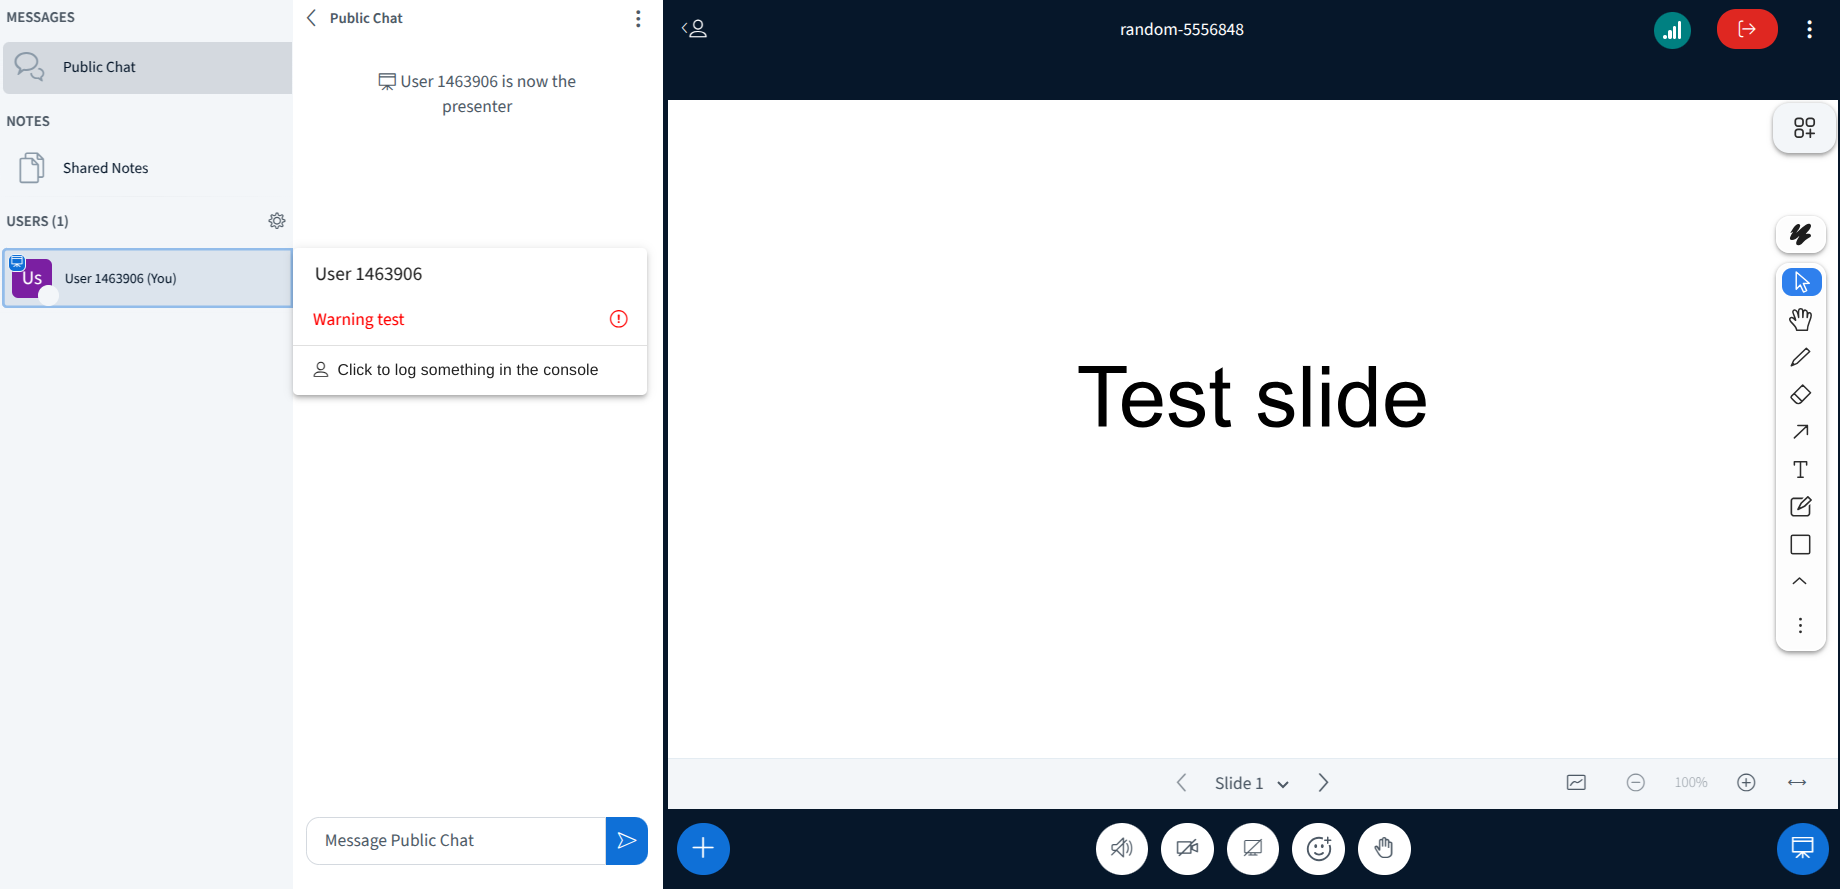 MESSAGES
Public Chat
NOTES
Shared Notes
USERS (1)
Us
User 1463906 (You)
Public Chat
User 1463906 is now the
presenter
User 1463906
Warning test
Click to log something in the console
Message Public Chat
random-5556848
Test slide
Slide 1
100%